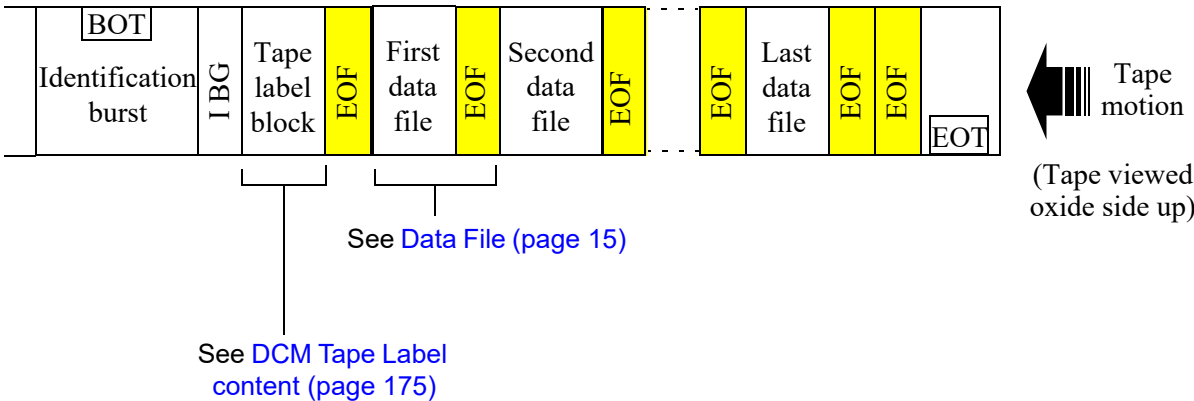 BOT
Identification
burst
I BG
Tape
label
block
EOF
First
data
file
EOF
Second
data
file
EOF
EOF
Last
data
file
EOF
EOF
EOT
Tape
motion
(Tape viewed
oxide side up)
See Data File (page 15)
See DCM Tape Label
content (page 175)